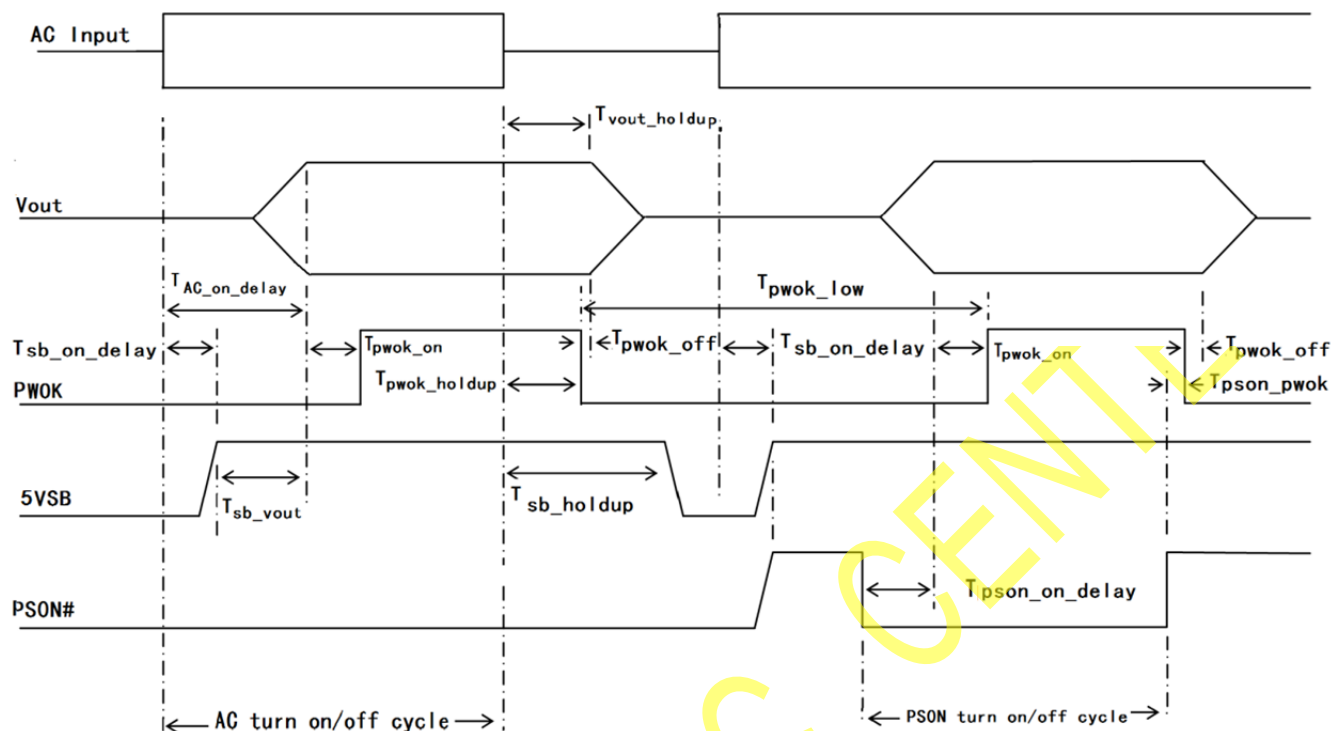 AC Input
Tvout_holdup
Vout
TAC_on_delay
Tpwok_low
Tsb_on_delay
Tpwok_on
Tpwok_off
Tsb_on_delay
Tpwok_on
Tpwok_off
PWOK
Tpwok_holdup
Tpson_pwok
5VSB
Tsb_vout
Tsb_holdup
PSON#
Tpson_on_delay
AC turn on/off cycle
PSON turn on/off cycle